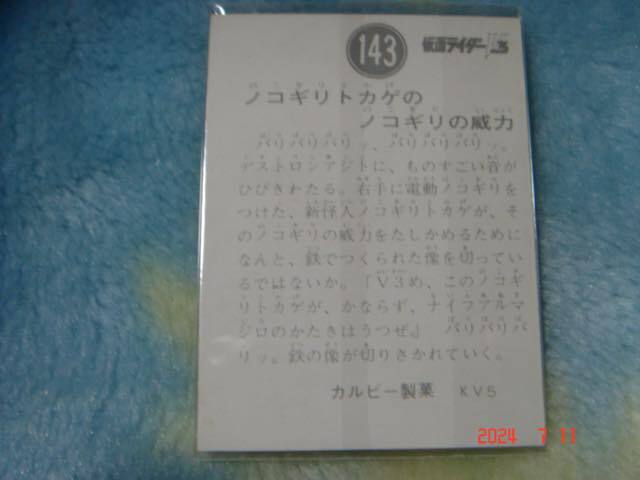 143
仮面ライダーV3
ノコギリトカゲの
ノコギリの威力
バリバリバリッ、バリバリバリッ。
デストロンアジトに、ものすごい音が
ひびきわたる。右手に電動ノコギリを
つけた、新怪人ノコギリトカゲが、そ
のノコギリの威力をたしかめるために
なんと、鉄でつくられた像を切ってい
るではないか。「V3め、このノコギ
リトカゲが、かならず、ナイフアルマ
ジロのかたきはうつぜ』 バリバリバ
リッ。鉄の像が切りさかれていく。
カルビー製菓 KV5
2024 7 11